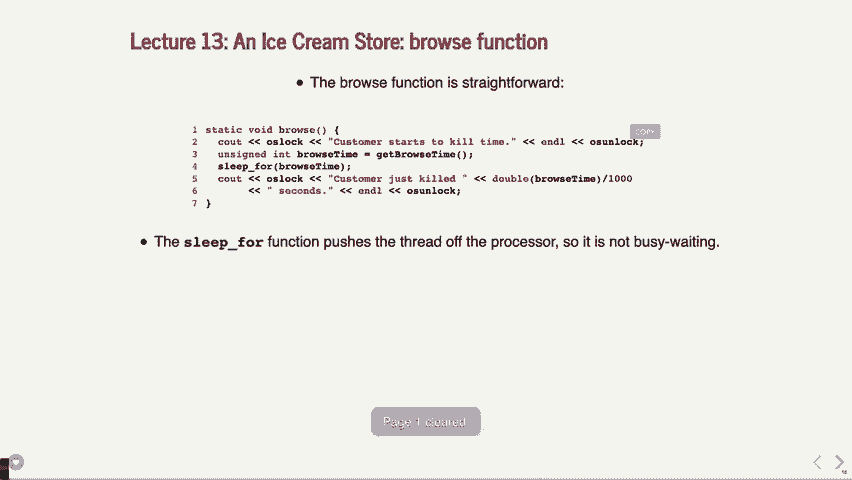 Lecture 13: An Ice Cream Store: browse function
• The browse function is straightforward:
COPY
1 static void browse() {
2   cout << oslock << "Customer starts to kill time." << endl << osunlock;
3   unsigned int browseTime = getBrowseTime();
4   sleep_for(browseTime);
5   cout << oslock << "Customer just killed " << double(browseTime)/1000
6        << " seconds." << endl << osunlock;
7 }
• The sleep_for function pushes the thread off the processor, so it is not busy-waiting.
Page 1 cleared